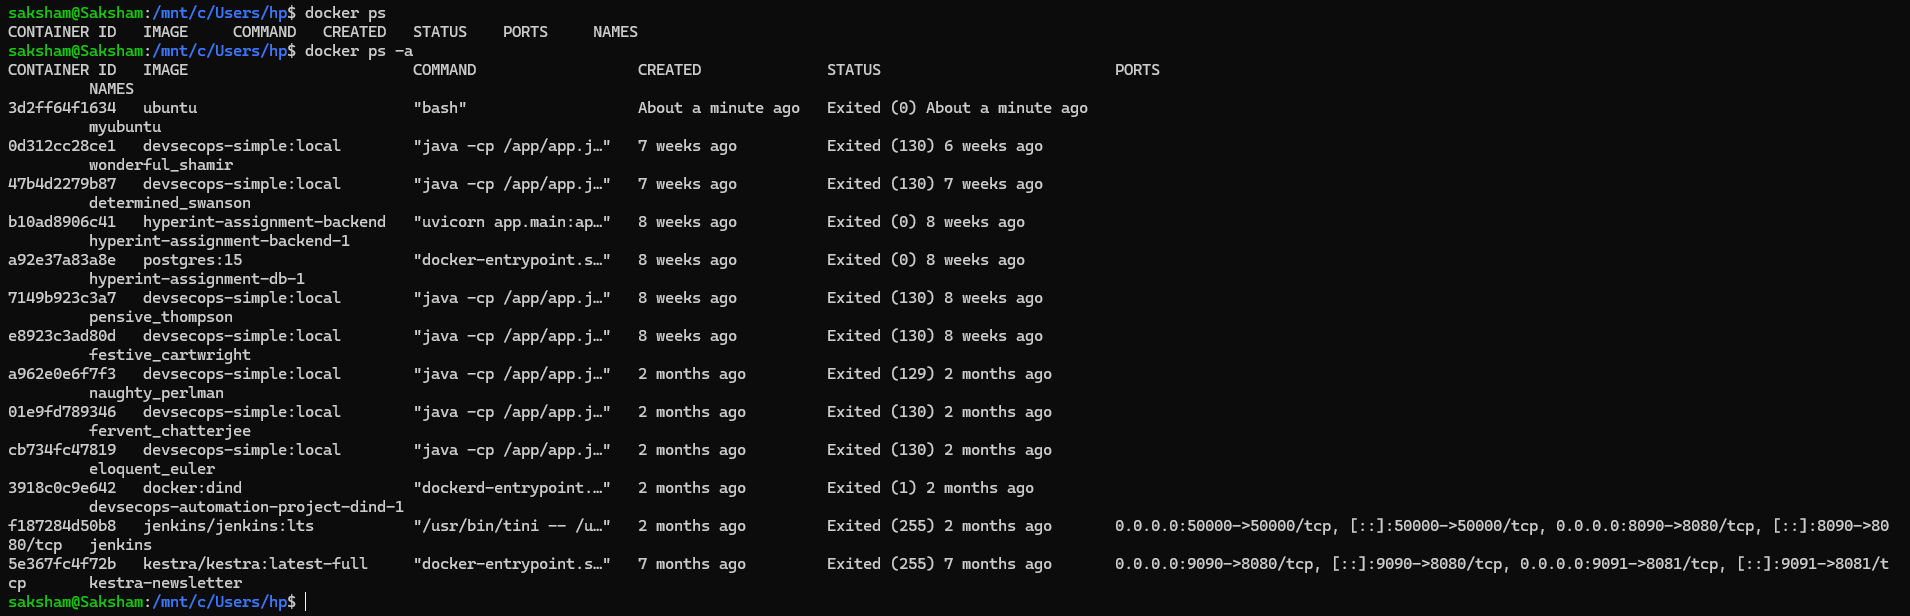 saksham@Saksham:/mnt/c/Users/hp$ docker ps
CONTAINER ID   IMAGE     COMMAND   CREATED   STATUS    PORTS     NAMES
saksham@Saksham:/mnt/c/Users/hp$ docker ps -a
CONTAINER ID   IMAGE                         COMMAND                  CREATED              STATUS                          PORTS
         NAMES
3d2ff64f1634   ubuntu                        "bash"                   About a minute ago   Exited (0) About a minute ago
         myubuntu
0d312cc28ce1   devsecops-simple:local        "java -cp /app/app.j…"   7 weeks ago          Exited (130) 6 weeks ago
         wonderful_shamir
47b4d2279b87   devsecops-simple:local        "java -cp /app/app.j…"   7 weeks ago          Exited (130) 7 weeks ago
         determined_swanson
b10ad8906c41   hyperint-assignment-backend   "uvicorn app.main:ap…"   8 weeks ago          Exited (0) 8 weeks ago
         hyperint-assignment-backend-1
a92e37a83a8e   postgres:15                   "docker-entrypoint.s…"   8 weeks ago          Exited (0) 8 weeks ago
         hyperint-assignment-db-1
7149b923c3a7   devsecops-simple:local        "java -cp /app/app.j…"   8 weeks ago          Exited (130) 8 weeks ago
         pensive_thompson
e8923c3ad80d   devsecops-simple:local        "java -cp /app/app.j…"   8 weeks ago          Exited (130) 8 weeks ago
         festive_cartwright
a962e0e6f7f3   devsecops-simple:local        "java -cp /app/app.j…"   2 months ago         Exited (129) 2 months ago
         naughty_perlman
01e9fd789346   devsecops-simple:local        "java -cp /app/app.j…"   2 months ago         Exited (130) 2 months ago
         fervent_chatterjee
cb734fc47819   devsecops-simple:local        "java -cp /app/app.j…"   2 months ago         Exited (130) 2 months ago
         eloquent_euler
3918c0c9e642   docker:dind                   "dockerd-entrypoint.…"   2 months ago         Exited (1) 2 months ago
         devsecops-automation-project-dind-1
f187284d50b8   jenkins/jenkins:lts           "/usr/bin/tini -- /u…"   2 months ago         Exited (255) 2 months ago       0.0.0.0:50000->50000/tcp, [::]:50000->50000/tcp, 0.0.0.0:8090->8080/tcp, [::]:8090->80
80/tcp   jenkins
5e367fc4f72b   kestra/kestra:latest-full     "docker-entrypoint.s…"   7 months ago         Exited (255) 7 months ago       0.0.0.0:9090->8080/tcp, [::]:9090->8080/tcp, 0.0.0.0:9091->8081/tcp, [::]:9091->8081/t
cp       kestra-newsletter
saksham@Saksham:/mnt/c/Users/hp$